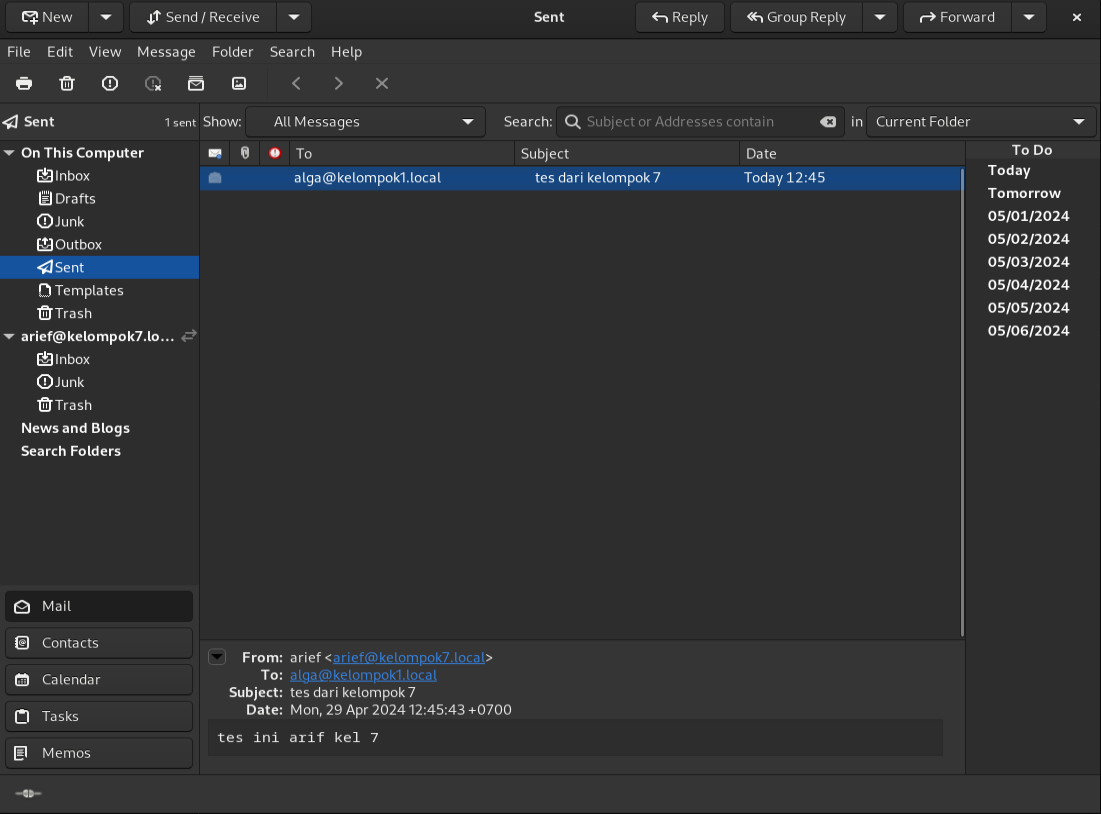 New Send / Receive Sent Reply Group Reply Forward
File Edit View Message Folder Search Help
Sent 1 sent Show: All Messages Search: Subject or Addresses contain in Current Folder
On This Computer
Inbox
Drafts
Junk
Outbox
Sent
Templates
Trash
arief@kelompok7.lo...
Inbox
Junk
Trash
News and Blogs
Search Folders
Mail
Contacts
Calendar
Tasks
Memos
To Subject Date
alga@kelompok1.local tes dari kelompok 7 Today 12:45
From: arief <arief@kelompok7.local>
To: alga@kelompok1.local
Subject: tes dari kelompok 7
Date: Mon, 29 Apr 2024 12:45:43 +0700
tes ini arif kel 7
To Do
Today
Tomorrow
05/01/2024
05/02/2024
05/03/2024
05/04/2024
05/05/2024
05/06/2024